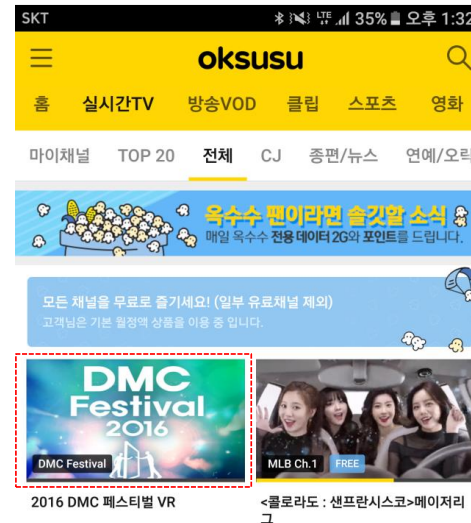 SKT 35% 오후 1:32
oksusu
홈 실시간TV 방송VOD 클립 스포츠 영화
마이채널 TOP 20 전체 CJ 종편/뉴스 연예/오락
옥수수 팬이라면 솔깃할 소식
매일 옥수수 전용 데이터 2G와 포인트를 드립니다.
모든 채널을 무료로 즐기세요! (일부 유료채널 제외)
고객님은 기본 월정액 상품을 이용 중 입니다.
DMC
Festival
2016
DMC Festival
MLB Ch.1 FREE
2016 DMC 페스티벌 VR
<콜로라도 : 샌프란시스코>메이저리
그